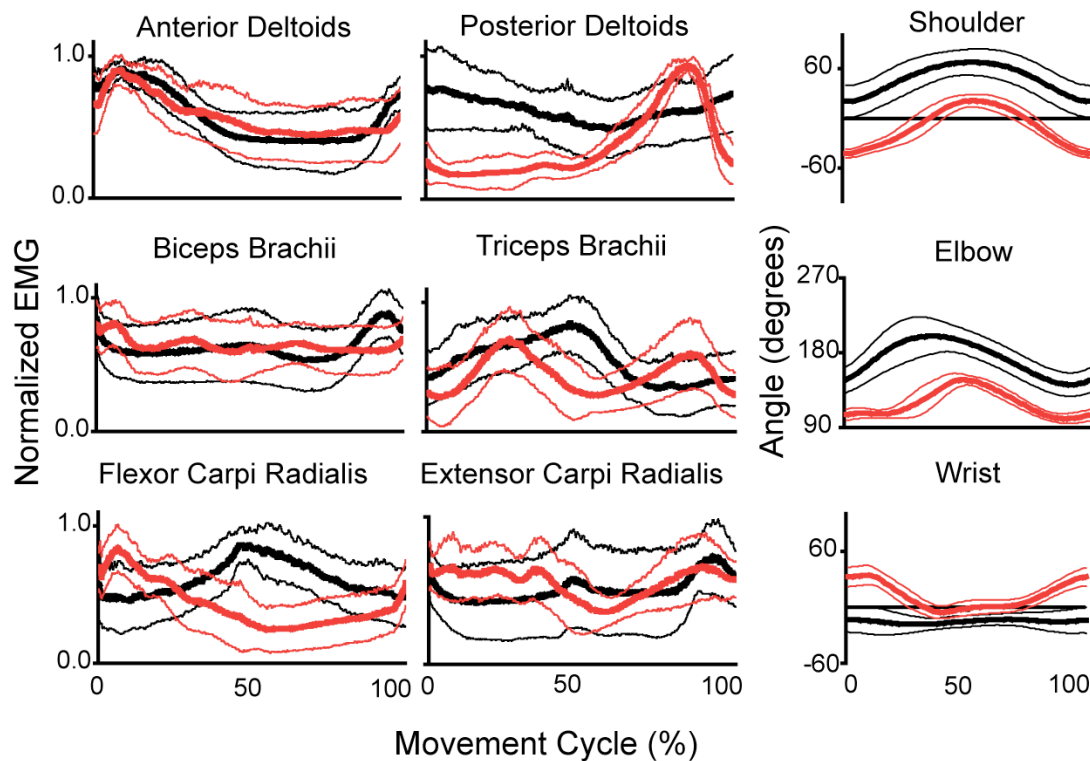 Anterior Deltoids
Posterior Deltoids
Shoulder
1.0
0.0
60
-60
Biceps Brachii
Triceps Brachii
Elbow
1.0
0.0
270
180
90
Flexor Carpi Radialis
Extensor Carpi Radialis
Wrist
1.0
0.0
60
-60
0
50
100
0
50
100
0
50
100
Normalized EMG
Angle (degrees)
Movement Cycle (%)